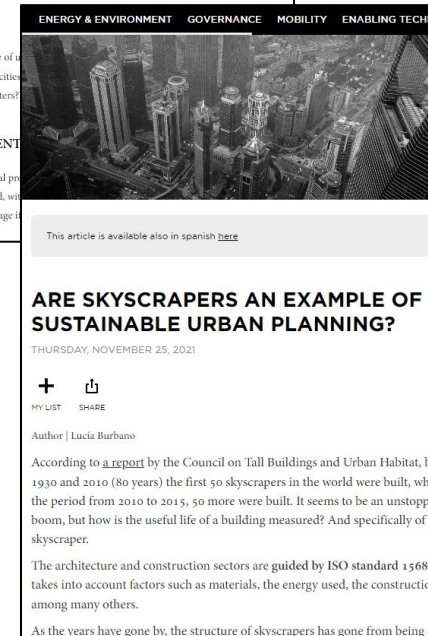 ENERGY & ENVIRONMENT GOVERNANCE MOBILITY ENABLING
This article is available also in spanish here
ARE SKYSCRAPERS AN EXAMPLE OF
SUSTAINABLE URBAN PLANNING?
THURSDAY, NOVEMBER 25, 2021
MY LIST SHARE
Author | Lucía Burbano
According to a report by the Council on Tall Buildings and Urban Habitat,
1930 and 2010 (80 years) the first 50 skyscrapers in the world were built,
the period from 2010 to 2015, 50 more were built. It seems to be an
boom, but how is the useful life of a building measured? And specifically of
skyscraper.
The architecture and construction sectors are guided by ISO standard 1568
takes into account factors such as materials, the energy used, the
among many others.
As the years have gone by, the structure of skyscrapers has gone from being